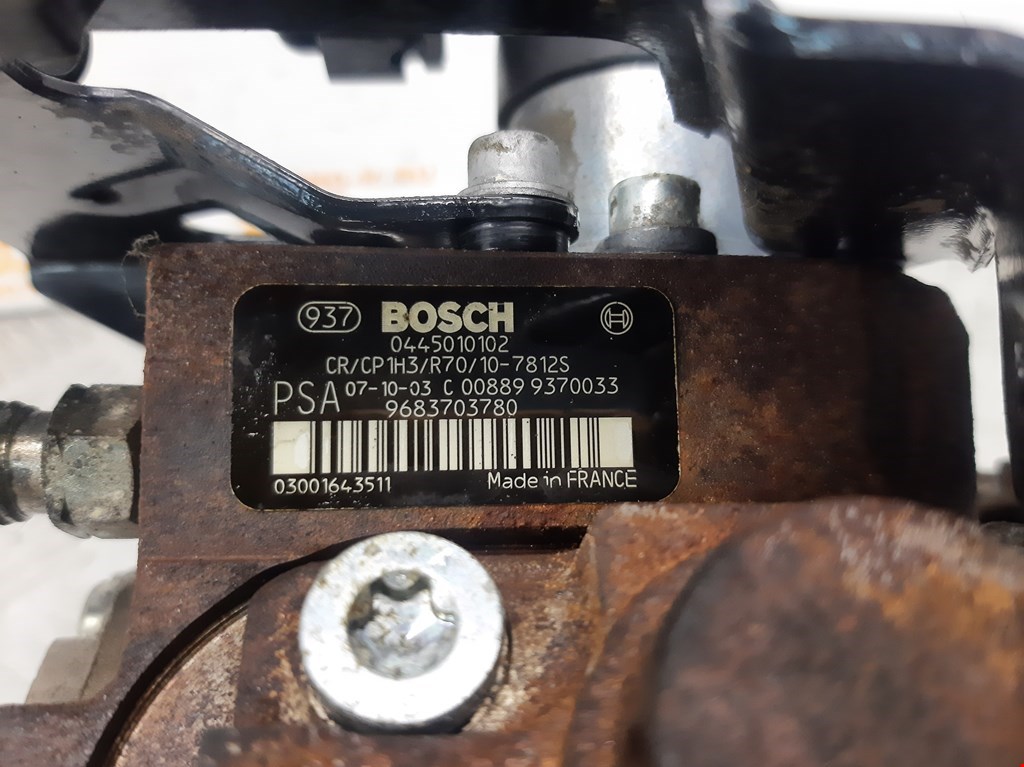 937 BOSCH
0445010102
CR/CP1H3/R70/10-7812S
PSA 07-10-03 C 00889 9370033
9683703780
03001643511 Made in FRANCE